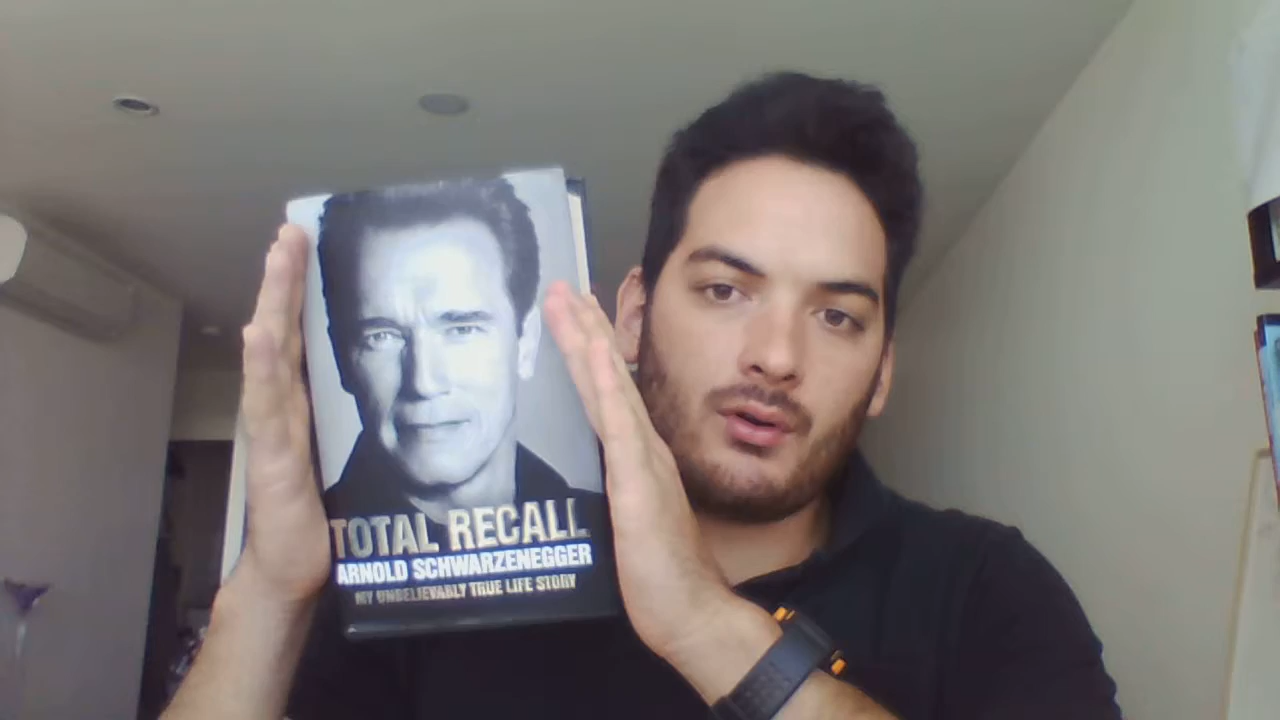 TOTAL RECALL
ARNOLD SCHWARZENEGGER
MY UNBELIEVABLY TRUE LIFE STORY